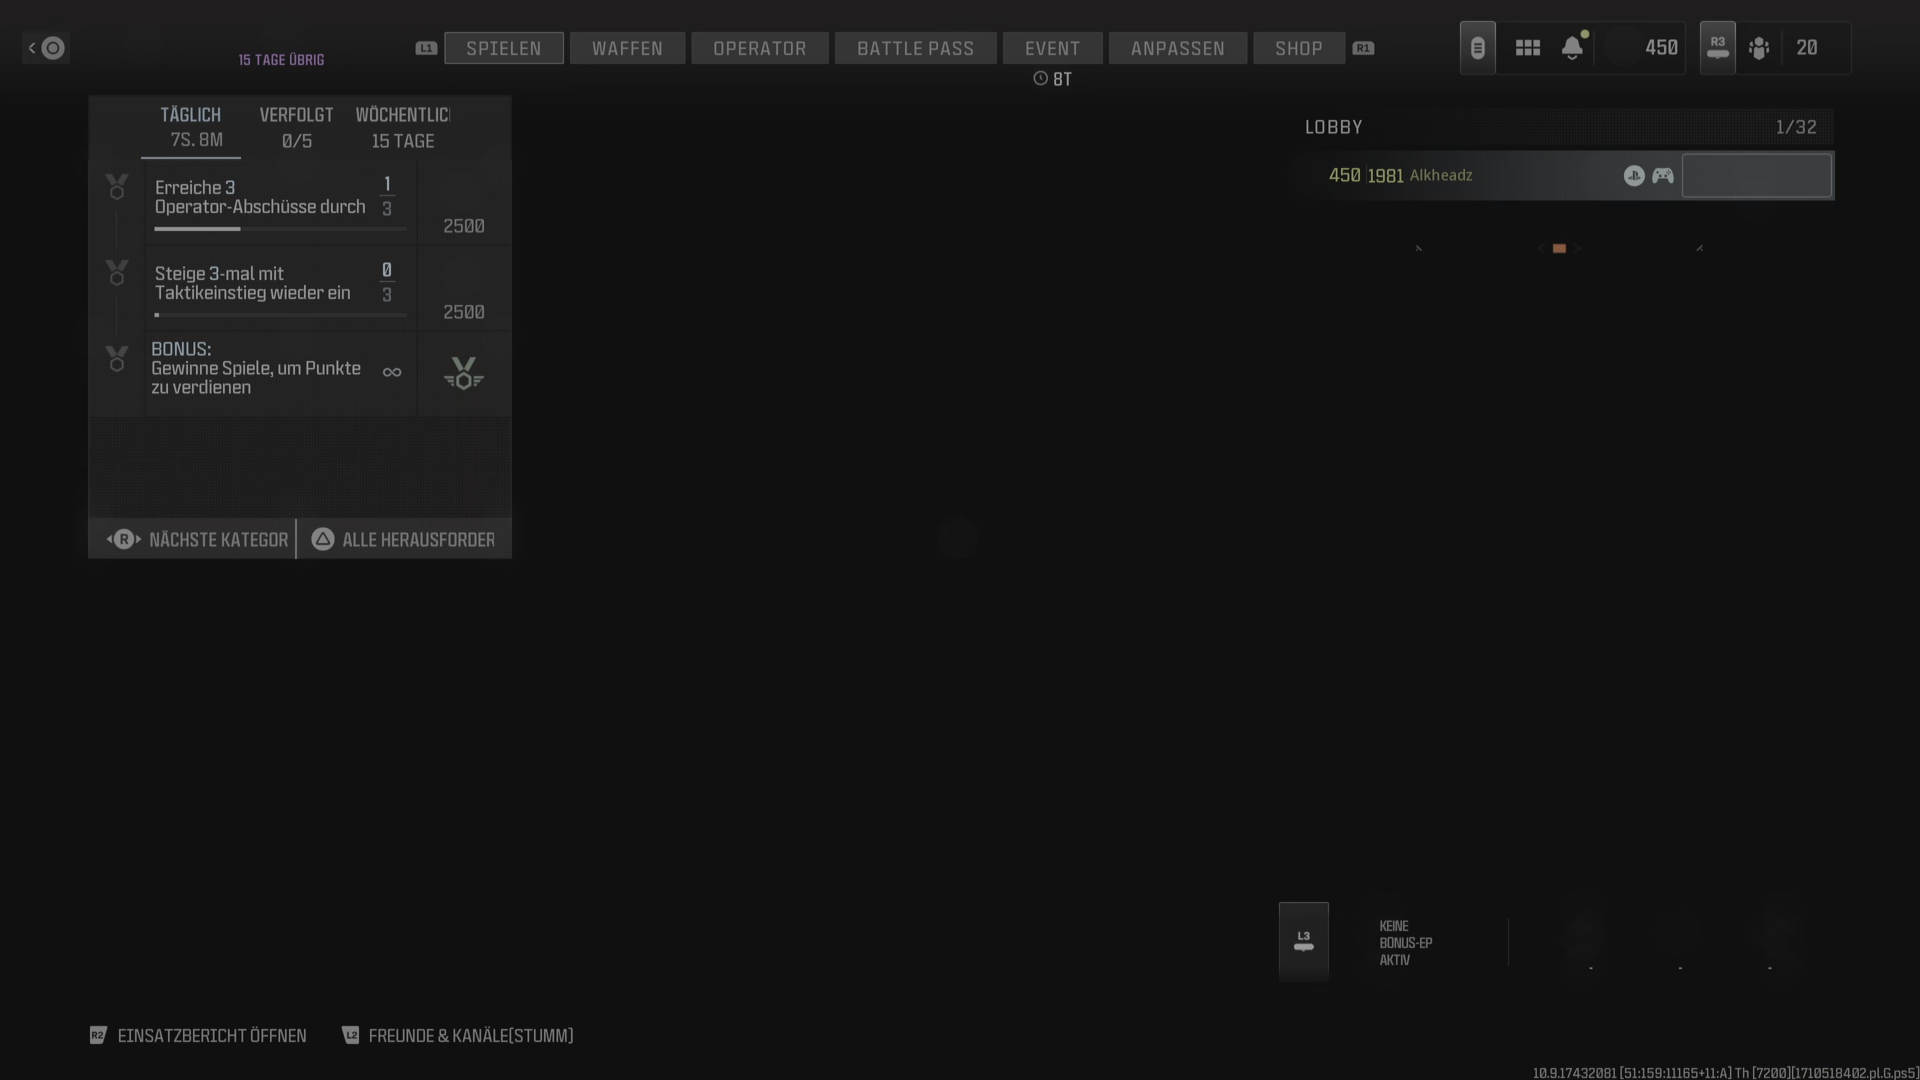 15 TAGE ÜBRIG
L1
SPIELEN
WAFFEN
OPERATOR
BATTLE PASS
EVENT
ANPASSEN
SHOP
R1
8T
450
R3
20
TÄGLICH
7S. 8M
VERFOLGT
0/5
WÖCHENTLIC
15 TAGE
Erreiche 3
Operator-Abschüsse durch
1
3
2500
Steige 3-mal mit
Taktikeinstieg wieder ein
0
3
2500
BONUS:
Gewinne Spiele, um Punkte
zu verdienen
∞
R NÄCHSTE KATEGOR
ALLE HERAUSFORDER
LOBBY
1/32
450 1981 Alkheadz
L3
KEINE
BONUS-EP
AKTIV
R2 EINSATZBERICHT ÖFFNEN
L2 FREUNDE & KANÄLE(STUMM)
10.9.17432081 [51:159:11165+11:A] Th [7200][1710518402.pl.G.ps5]